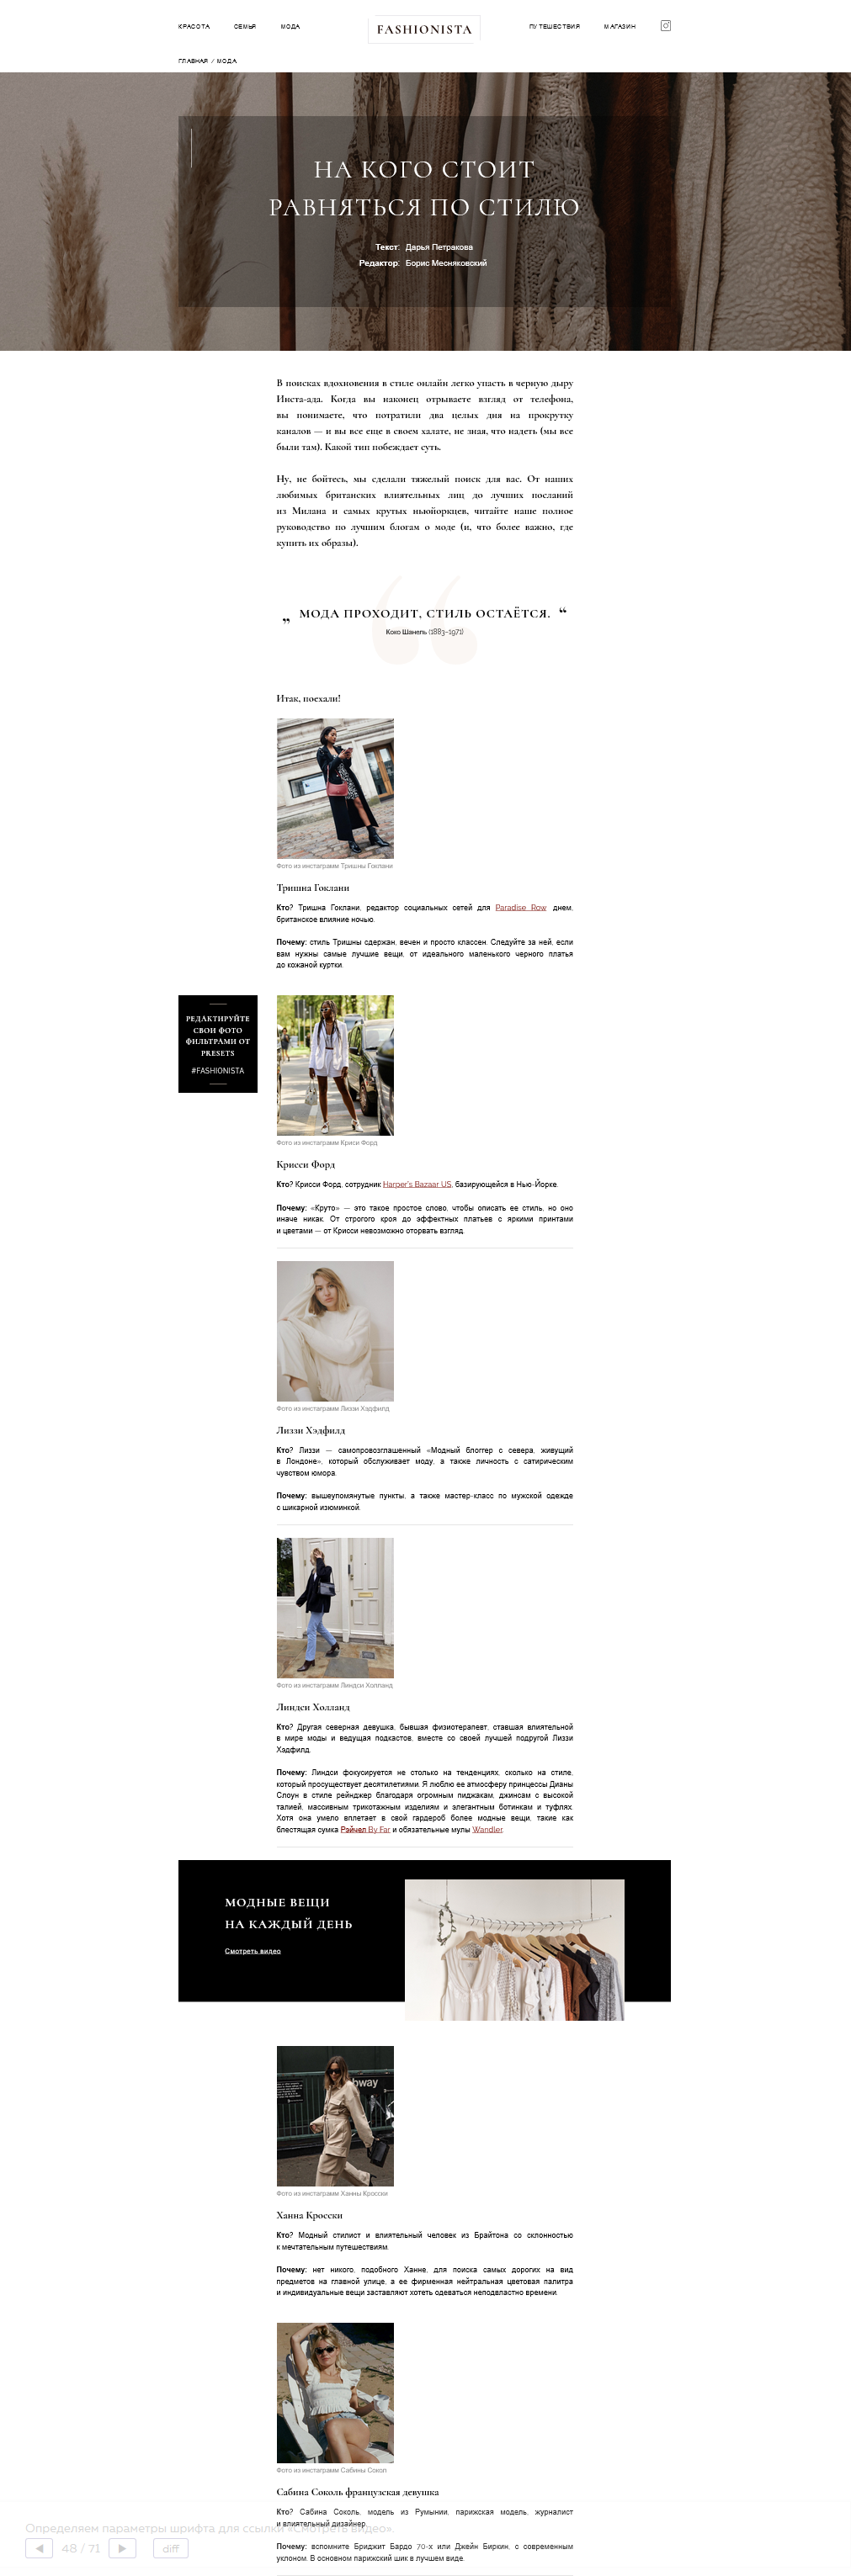 КРАСОТА СЕМЬЯ МОДА FASHIONISTA ПУТЕШЕСТВИЯ МАГАЗИН
ГЛАВНАЯ / МОДА
НА КОГО СТОИТ
РАВНЯТЬСЯ ПО СТИЛЮ
Текст: Дарья Петракова
Редактор: Борис Месняковский
В поисках вдохновения в стиле онлайн легко упасть в черную дыру
Инста-ада. Когда вы наконец отрываете взгляд от телефона,
вы понимаете, что потратили два целых дня на прокрутку
каналов — и вы все еще в своем халате, не зная, что надеть (мы все
были там). Какой тип побеждает суть.
Ну, не бойтесь, мы сделали тяжелый поиск для вас. От наших
любимых британских влиятельных лиц до лучших посланий
из Милана и самых крутых ньюйоркцев, читайте наше полное
руководство по лучшим блогам о моде (и, что более важно, где
купить их образы).
„ МОДА ПРОХОДИТ, СТИЛЬ ОСТАЁТСЯ. “
Коко Шанель (1883–1971)
Итак, поехали!
Фото из инстаграмм Тришны Гоклани
Тришна Гоклани
Кто? Тришна Гоклани, редактор социальных сетей для Paradise Row днем,
британское влияние ночью.
Почему: стиль Тришны сдержан, вечен и просто классен. Следуйте за ней, если
вам нужны самые лучшие вещи, от идеального маленького черного платья
до кожаной куртки.
РЕДАКТИРУЙТЕ
СВОИ ФОТО
ФИЛЬТРАМИ ОТ
PRESETS
#FASHIONISTA
Фото из инстаграмм Криси Форд
Крисси Форд
Кто? Крисси Форд, сотрудник Harper's Bazaar US, базирующейся в Нью-Йорке.
Почему: «Круто» — это такое простое слово, чтобы описать ее стиль, но оно
иначе никак. От строгого кроя до эффектных платьев с яркими принтами
и цветами — от Крисси невозможно оторвать взгляд.
Фото из инстаграмм Лиззи Хэдфилд
Лиззи Хэдфилд
Кто? Лиззи — самопровозглашенный «Модный блоггер с севера, живущий
в Лондоне», который обслуживает моду, а также личность с сатирическим
чувством юмора.
Почему: вышеупомянутые пункты, а также мастер-класс по мужской одежде
с шикарной изюминкой.
Фото из инстаграмм Линдси Холланд
Линдси Холланд
Кто? Другая северная девушка, бывшая физиотерапевт, ставшая влиятельной
в мире моды и ведущая подкастов, вместе со своей лучшей подругой Лиззи
Хэдфилд.
Почему: Линдси фокусируется не столько на тенденциях, сколько на стиле,
который просуществует десятилетиями. Я люблю ее атмосферу принцессы Дианы
Слоун в стиле рейнджер благодаря огромным пиджакам, джинсам с высокой
талией, массивным трикотажным изделиям и элегантным ботинкам и туфлях.
Хотя она умело вплетает в свой гардероб более модные вещи, такие как
блестящая сумка Рэйчел By Far и обязательные мулы Wandler.
МОДНЫЕ ВЕЩИ
НА КАЖДЫЙ ДЕНЬ
Смотреть видео
bway
Фото из инстаграмм Ханны Кросски
Ханна Кросски
Кто? Модный стилист и влиятельный человек из Брайтона со склонностью
к мечтательным путешествиям.
Почему: нет никого, подобного Ханне, для поиска самых дорогих на вид
предметов на главной улице, а ее фирменная нейтральная цветовая палитра
и индивидуальные вещи заставляют хотеть одеваться неподвластно времени.
Фото из инстаграмм Сабины Сокол
Сабина Соколь французская девушка
Кто? Сабина Соколь, модель из Румынии, парижская модель, журналист
и влиятельный дизайнер.
Определяем параметры шрифта для ссылки «Смотреть видео».
48 / 71 diff
Почему: вспомните Бриджит Бардо 70-х или Джейн Биркин, с современным
уклоном. В основном парижский шик в лучшем виде.